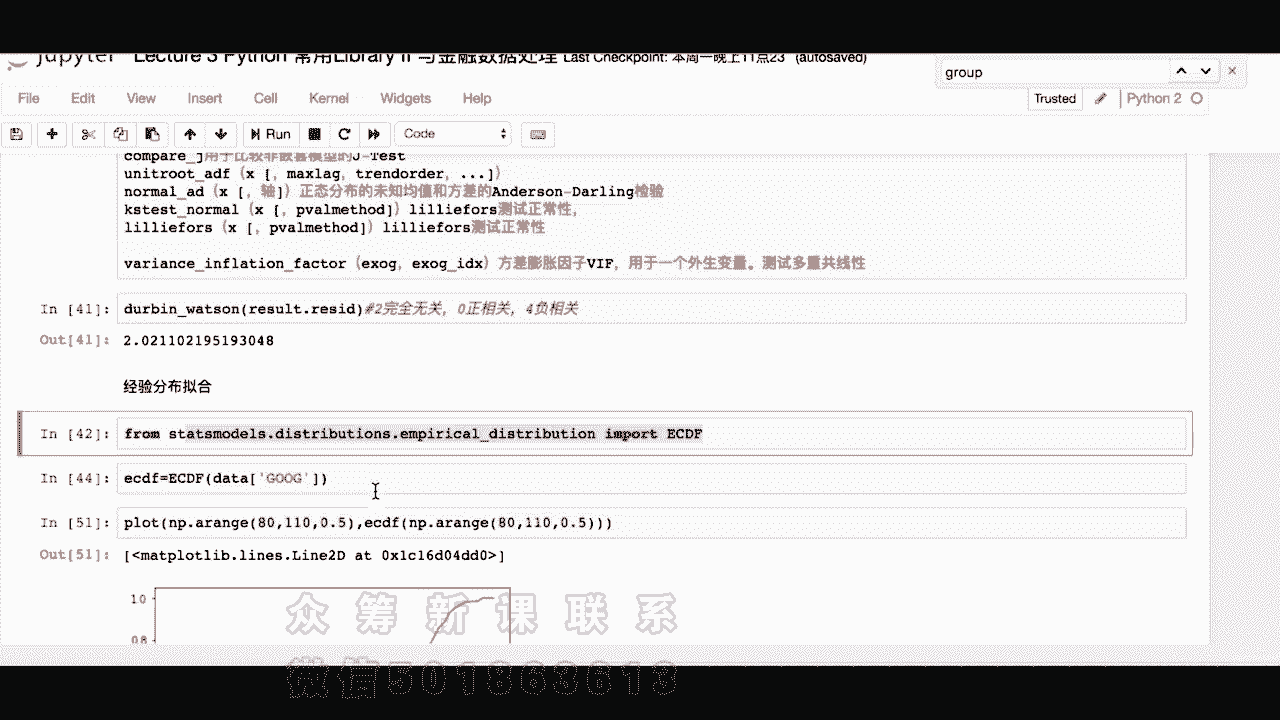 jupyter Lecture 3 Python 常用Library II 与金融数据处理 Last Checkpoint: 本周一晚上11点23 (autosaved)
group
File Edit View Insert Cell Kernel Widgets Help
Trusted Python 2
Run Code
compare_j用于比较非嵌套模型的J-Test
unitroot_adf（x [，maxlag，trendorder，...]）
normal_ad（x [，轴]）正态分布的未知均值和方差的Anderson-Darling检验
kstest_normal（x [，pvalmethod]）lilliefors测试正常性，
lilliefors（x [，pvalmethod]）lilliefors测试正常性
variance_inflation_factor（exog，exog_idx）方差膨胀因子VIF，用于一个外生变量。测试多重共线性
In [41]: durbin_watson(result.resid)#2完全无关，0正相关，4负相关
Out[41]: 2.021102195193048
经验分布拟合
In [42]: from statsmodels.distributions.empirical_distribution import ECDF
In [44]: ecdf=ECDF(data['GOOG'])
In [51]: plot(np.arange(80,110,0.5),ecdf(np.arange(80,110,0.5)))
Out[51]: [<matplotlib.lines.Line2D at 0x1c16d04dd0>]
1.0
0.8
众筹新课联系
微信501863613